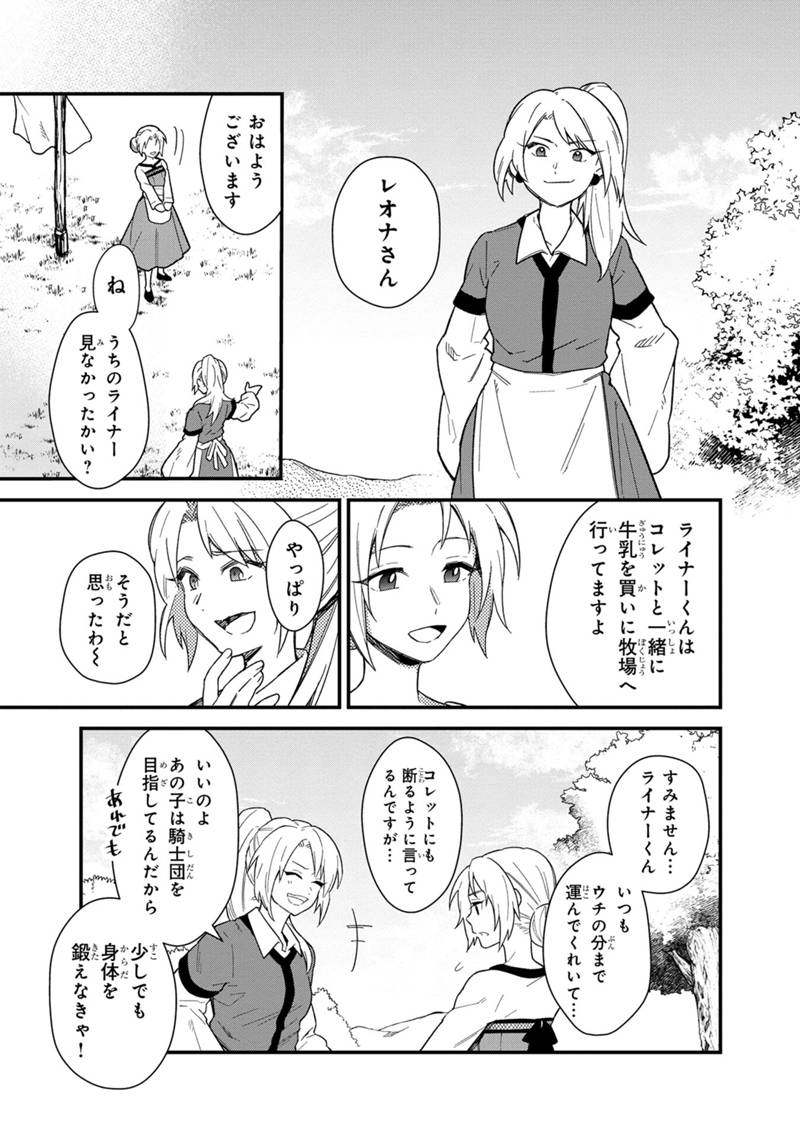 レオナさん
おはよう
ございます
ね
うちのライナー
見なかったかい？
ライナーくんは
コレットと一緒に
牛乳を買いに牧場へ
行ってますよ
やっぱり
そうだと
思ったわ〜
すみません…
ライナーくん
いつも
ウチの分まで
運んでくれいて…
コレットにも
断るように言って
るんですが…
いいのよ
あの子は騎士団を
目指してるんだから
あれでも
少しでも
身体を
鍛えなきゃ！